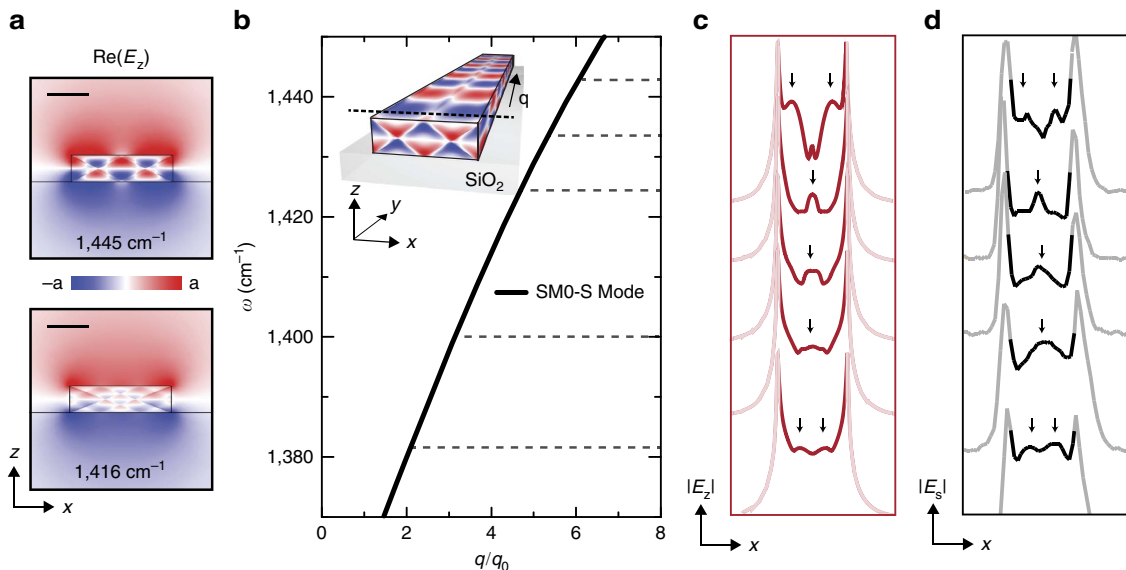 a
Re(E_z)
1,445 cm⁻¹
–a
a
1,416 cm⁻¹
z
x
b
ω (cm⁻¹)
1,440
1,420
1,400
1,380
0
2
4
6
8
q/q₀
q
SiO₂
z
y
x
SM0-S Mode
c
|E_z|
x
d
|E_s|
x